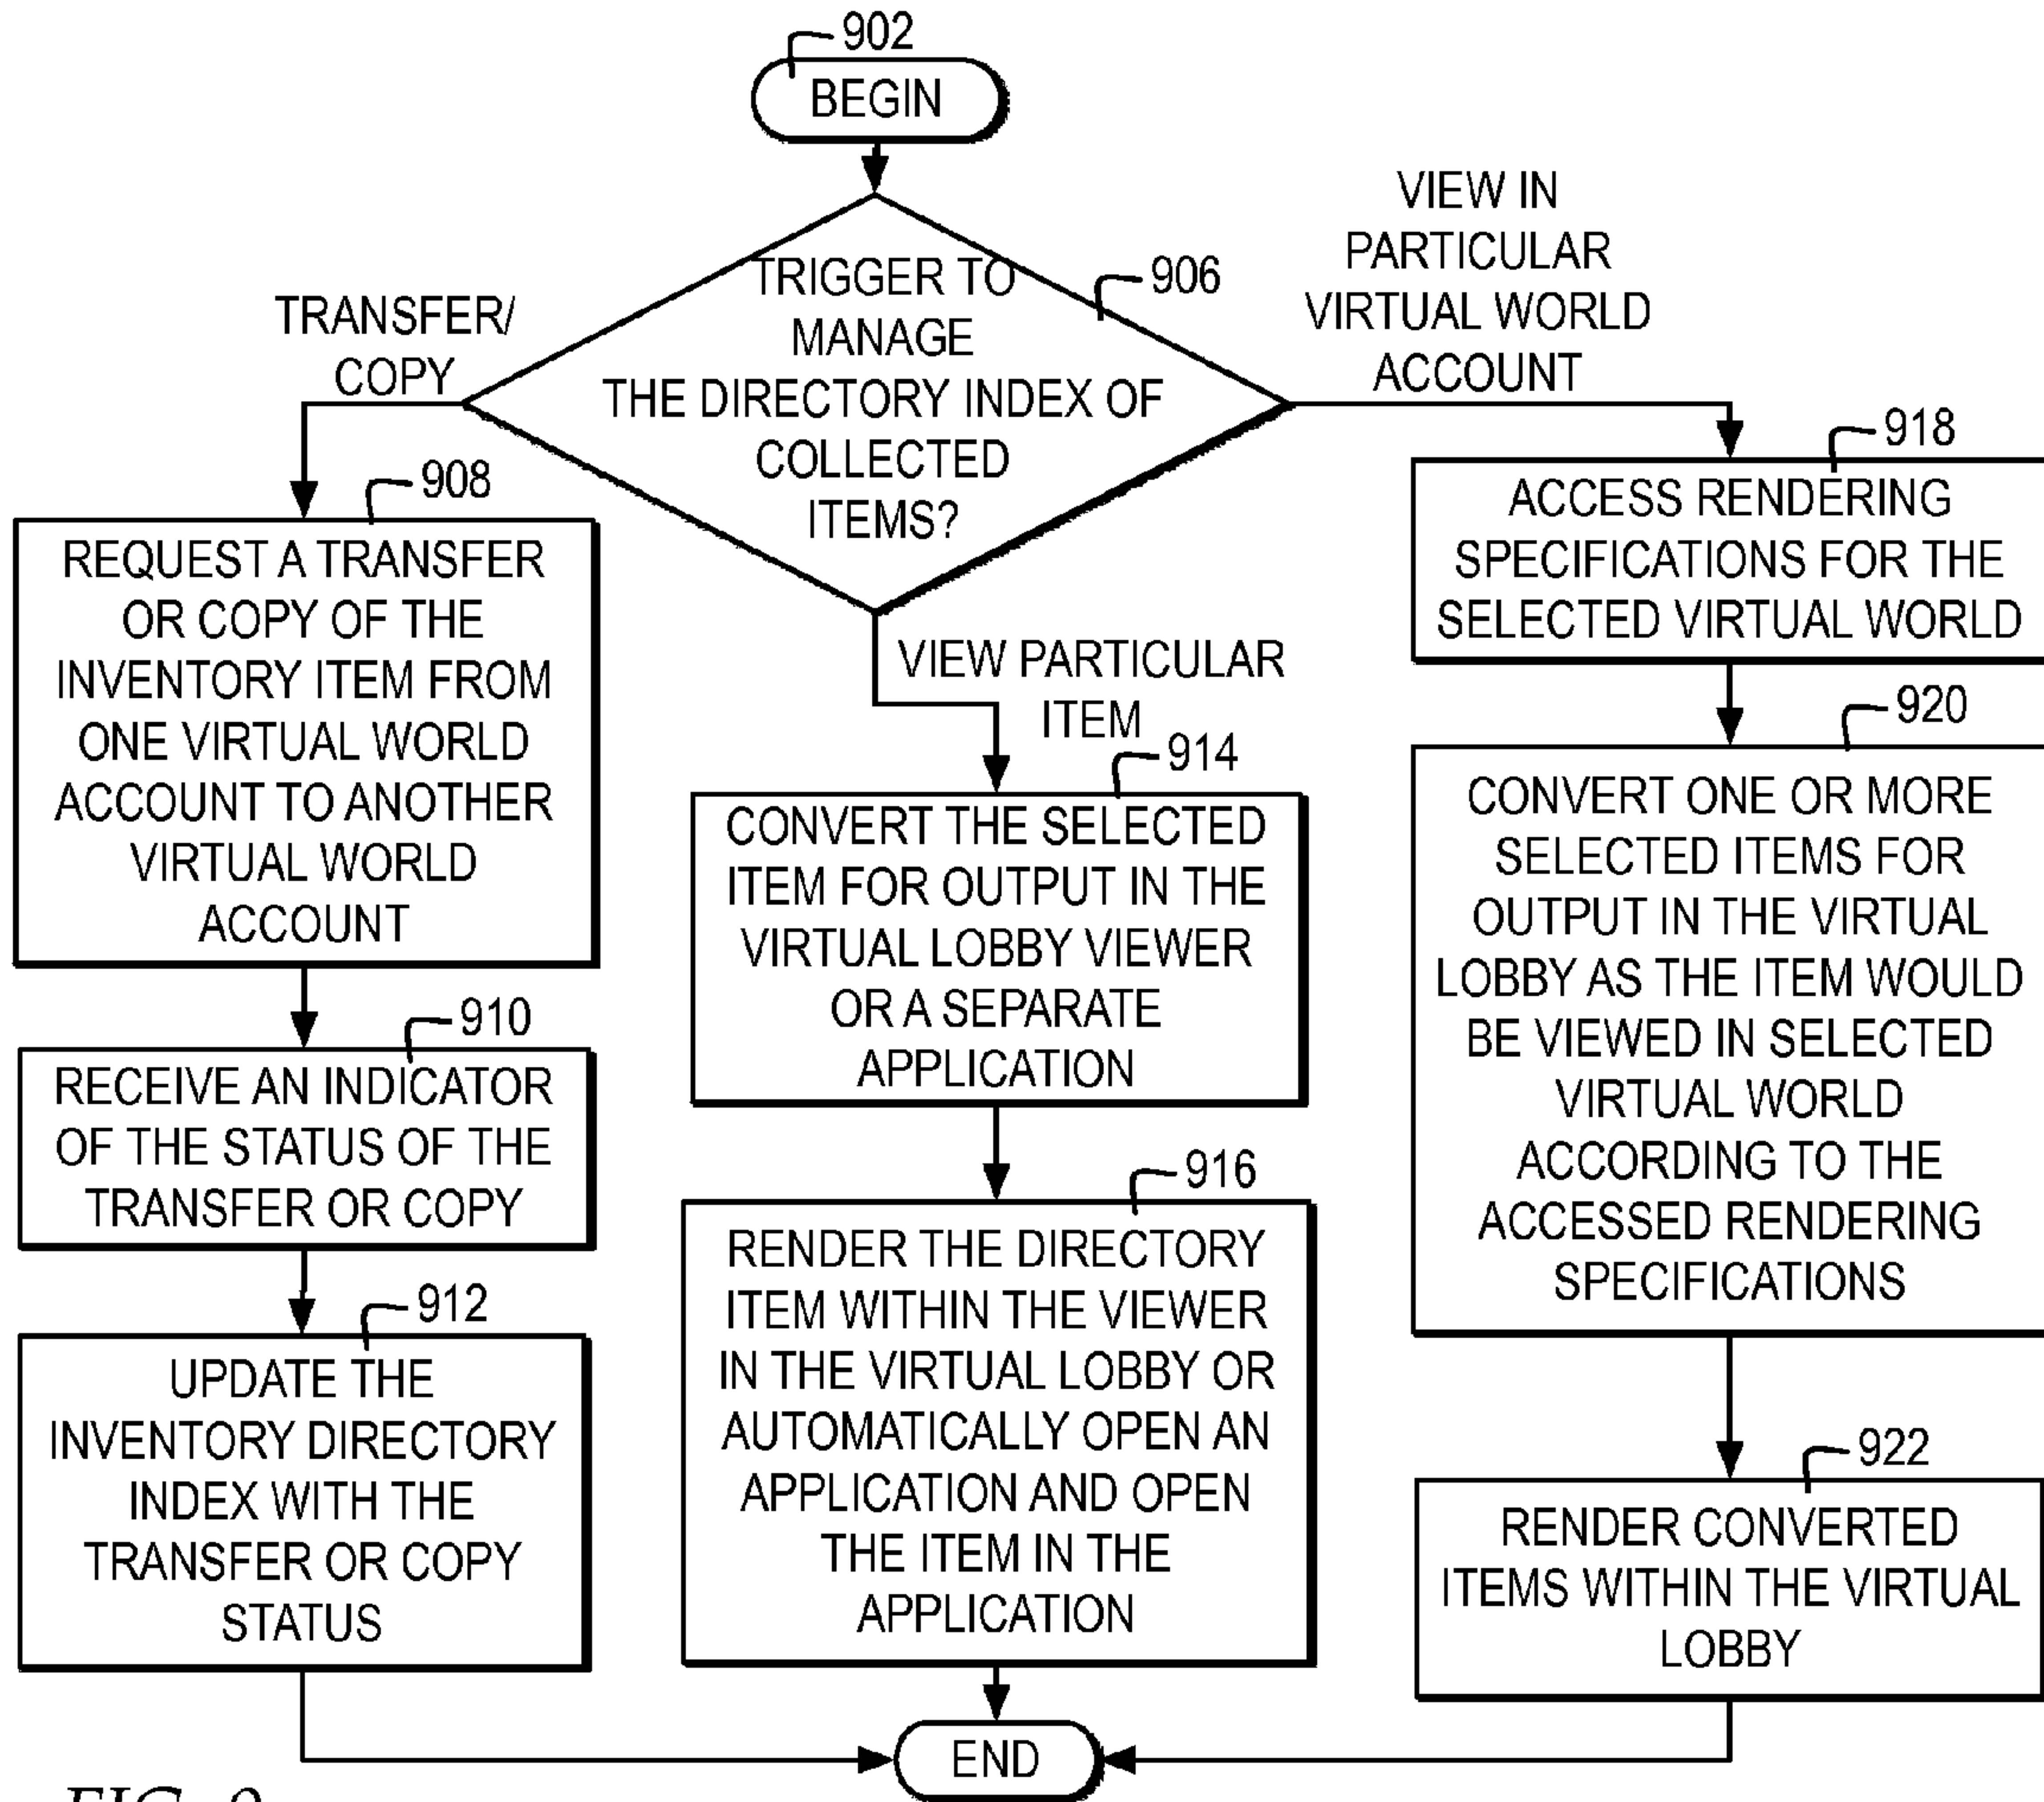 902
BEGIN
906
TRIGGER TO
MANAGE
THE DIRECTORY INDEX OF
COLLECTED
ITEMS?
TRANSFER/
COPY
908
REQUEST A TRANSFER
OR COPY OF THE
INVENTORY ITEM FROM
ONE VIRTUAL WORLD
ACCOUNT TO ANOTHER
VIRTUAL WORLD
ACCOUNT
910
RECEIVE AN INDICATOR
OF THE STATUS OF THE
TRANSFER OR COPY
912
UPDATE THE
INVENTORY DIRECTORY
INDEX WITH THE
TRANSFER OR COPY
STATUS
VIEW PARTICULAR
ITEM
914
CONVERT THE SELECTED
ITEM FOR OUTPUT IN THE
VIRTUAL LOBBY VIEWER
OR A SEPARATE
APPLICATION
916
RENDER THE DIRECTORY
ITEM WITHIN THE VIEWER
IN THE VIRTUAL LOBBY OR
AUTOMATICALLY OPEN AN
APPLICATION AND OPEN
THE ITEM IN THE
APPLICATION
VIEW IN
PARTICULAR
VIRTUAL WORLD
ACCOUNT
918
ACCESS RENDERING
SPECIFICATIONS FOR THE
SELECTED VIRTUAL WORLD
920
CONVERT ONE OR MORE
SELECTED ITEMS FOR
OUTPUT IN THE VIRTUAL
LOBBY AS THE ITEM WOULD
BE VIEWED IN SELECTED
VIRTUAL WORLD
ACCORDING TO THE
ACCESSED RENDERING
SPECIFICATIONS
922
RENDER CONVERTED
ITEMS WITHIN THE VIRTUAL
LOBBY
END
FIG. 9